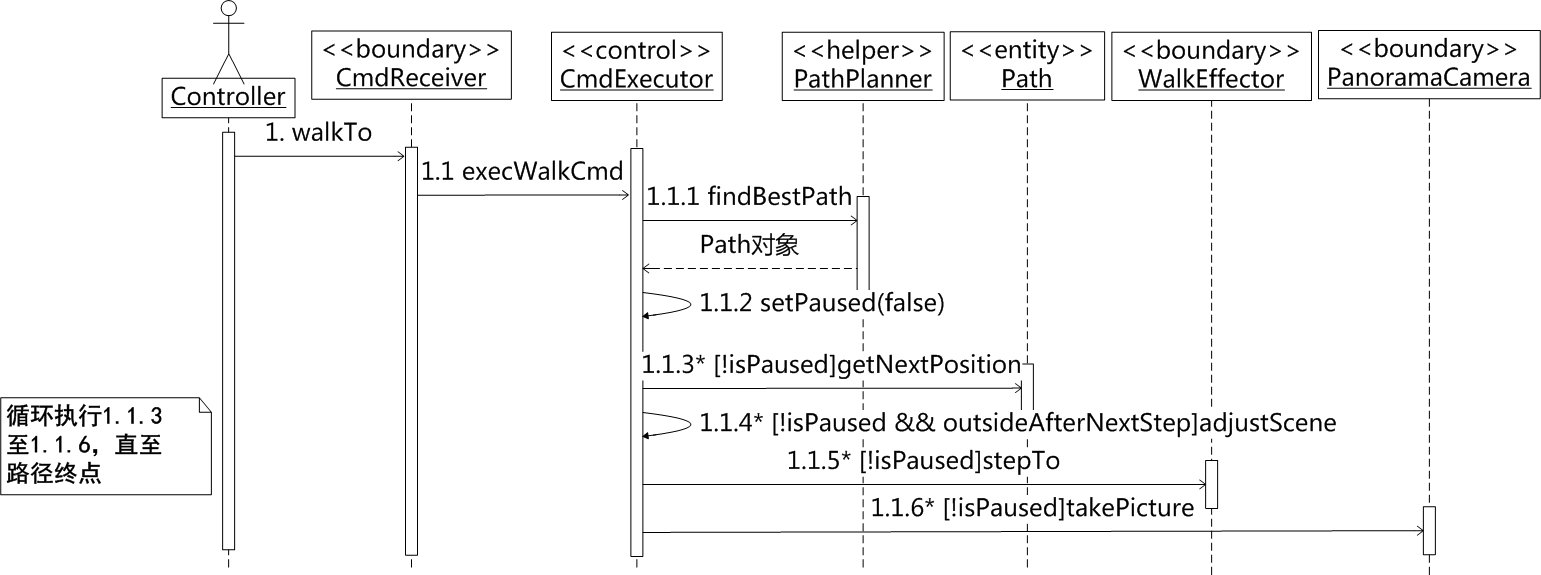 <<boundary>>
CmdReceiver
<<control>>
CmdExecutor
<<helper>>
PathPlanner
<<entity>>
Path
<<boundary>>
WalkEffector
<<boundary>>
PanoramaCamera
Controller
1. walkTo
1.1 execWalkCmd
1.1.1 findBestPath
Path对象
1.1.2 setPaused(false)
1.1.3* [!isPaused]getNextPosition
循环执行1.1.3
至1.1.6，直至
路径终点
1.1.4* [!isPaused && outsideAfterNextStep]adjustScene
1.1.5* [!isPaused]stepTo
1.1.6* [!isPaused]takePicture